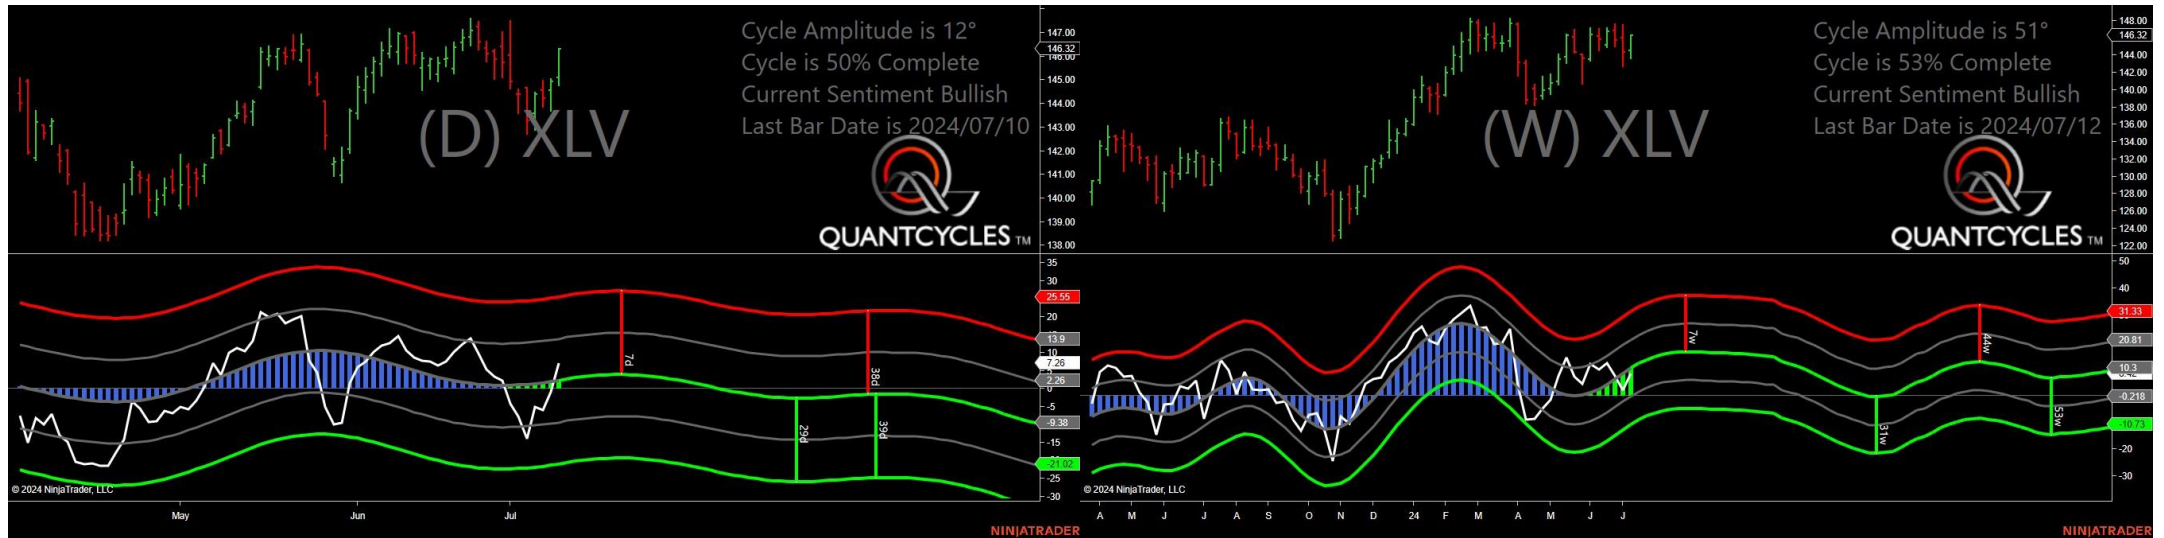 Cycle Amplitude is 12°
Cycle is 50% Complete
Current Sentiment Bullish
Last Bar Date is 2024/07/10
(D) XLV
QUANTCYCLES TM
147.00
146.32
146.00
145.00
144.00
143.00
142.00
141.00
140.00
139.00
138.00
35
30
25.55
20
13.9
10
7.26
2.26
-5
-9.38
-15
-21.02
-25
-30
7d
29d
38d
39d
© 2024 NinjaTrader, LLC
May
Jun
Jul
NINJATRADER
Cycle Amplitude is 51°
Cycle is 53% Complete
Current Sentiment Bullish
Last Bar Date is 2024/07/12
(W) XLV
QUANTCYCLES TM
148.00
146.32
144.00
142.00
140.00
138.00
136.00
134.00
132.00
130.00
128.00
126.00
124.00
122.00
50
40
31.33
20.81
10.3
-0.218
-10.73
-20
-30
7w
31w
44w
53w
© 2024 NinjaTrader, LLC
A M J J A S O N D 24 F M A M J J
NINJATRADER